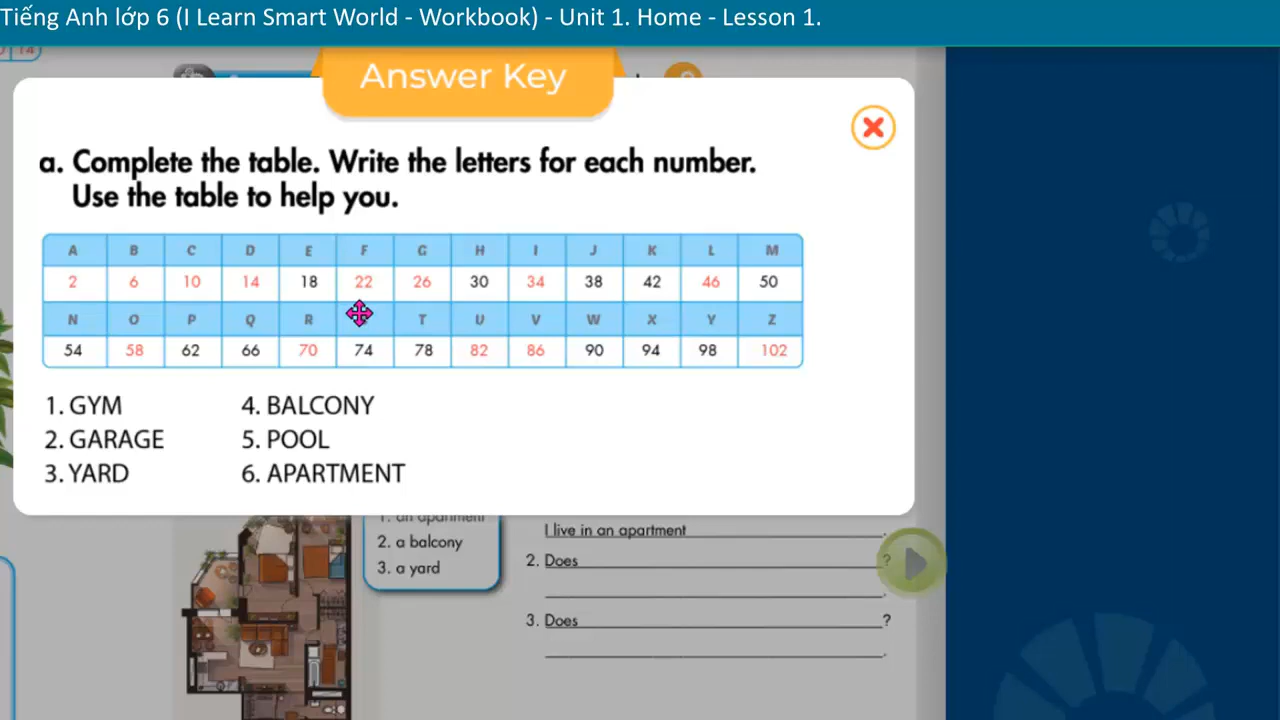 Tiếng Anh lớp 6 (I Learn Smart World - Workbook) - Unit 1. Home - Lesson 1.
14
Answer Key
a. Complete the table. Write the letters for each number.
Use the table to help you.
A B C D E F G H I J K L M
2 6 10 14 18 22 26 30 34 38 42 46 50
N O P Q R T U V W X Y Z
54 58 62 66 70 74 78 82 86 90 94 98 102
1. GYM 4. BALCONY
2. GARAGE 5. POOL
3. YARD 6. APARTMENT
1. an apartment
2. a balcony
3. a yard
I live in an apartment.
2. Does ?
.
3. Does ?
.